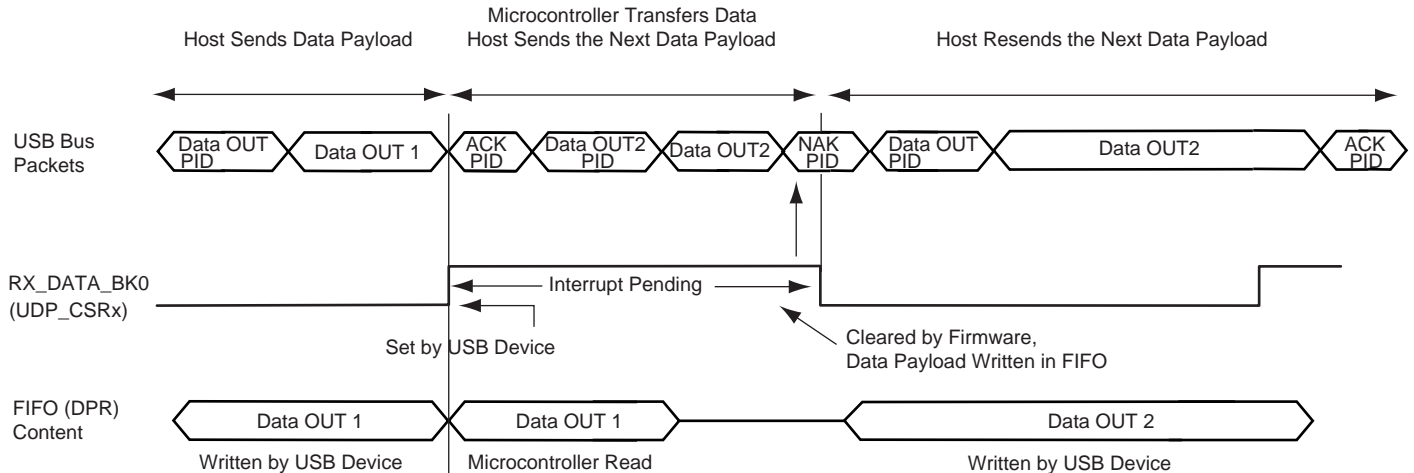 Host Sends Data Payload
Microcontroller Transfers Data
Host Sends the Next Data Payload
Host Resends the Next Data Payload
USB Bus
Packets
Data OUT
PID
Data OUT 1
ACK
PID
Data OUT2
PID
Data OUT2
NAK
PID
Data OUT
PID
Data OUT2
ACK
PID
RX_DATA_BK0
(UDP_CSRx)
Interrupt Pending
Set by USB Device
Cleared by Firmware,
Data Payload Written in FIFO
FIFO (DPR)
Content
Data OUT 1
Data OUT 1
Data OUT 2
Written by USB Device
Microcontroller Read
Written by USB Device